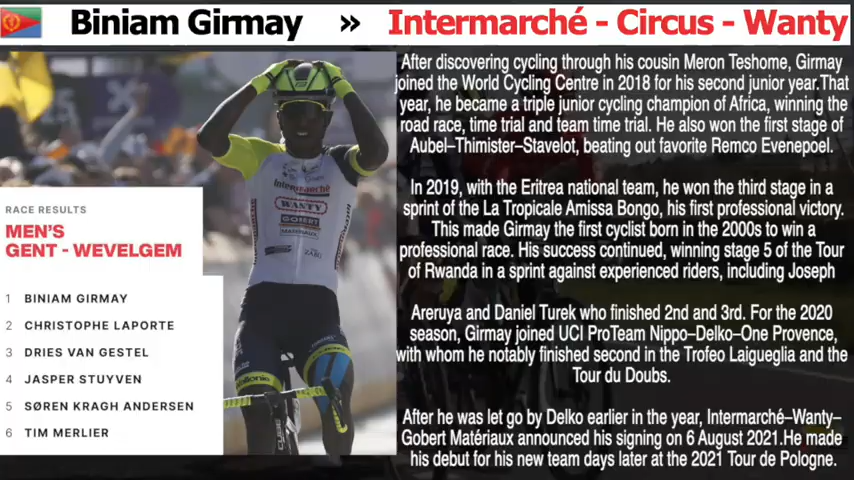 Biniam Girmay » Intermarché - Circus - Wanty
After discovering cycling through his cousin Meron Teshome, Girmay
joined the World Cycling Centre in 2018 for his second junior year.That
year, he became a triple junior cycling champion of Africa, winning the
road race, time trial and team time trial. He also won the first stage of
Aubel–Thimister–Stavelot, beating out favorite Remco Evenepoel.
In 2019, with the Eritrea national team, he won the third stage in a
sprint of the La Tropicale Amissa Bongo, his first professional victory.
This made Girmay the first cyclist born in the 2000s to win a
professional race. His success continued, winning stage 5 of the Tour
of Rwanda in a sprint against experienced riders, including Joseph
Areruya and Daniel Turek who finished 2nd and 3rd. For the 2020
season, Girmay joined UCI ProTeam Nippo–Delko–One Provence,
with whom he notably finished second in the Trofeo Laigueglia and the
Tour du Doubs.
After he was let go by Delko earlier in the year, Intermarché–Wanty–
Gobert Matériaux announced his signing on 6 August 2021.He made
his debut for his new team days later at the 2021 Tour de Pologne.
RACE RESULTS
MEN'S
GENT - WEVELGEM
1 BINIAM GIRMAY
2 CHRISTOPHE LAPORTE
3 DRIES VAN GESTEL
4 JASPER STUYVEN
5 SØREN KRAGH ANDERSEN
6 TIM MERLIER
Intermarché
WANTY
GOBERT
CUBE